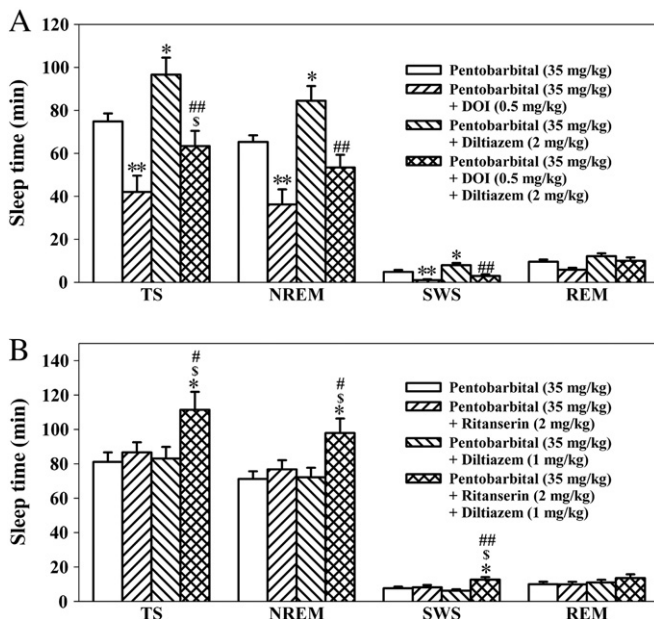 A
Sleep time (min)
120
100
80
60
40
20
0
*
**
##
$
*
**
##
**
*
##
Pentobarbital (35 mg/kg)
Pentobarbital (35 mg/kg)
+ DOI (0.5 mg/kg)
Pentobarbital (35 mg/kg)
+ Diltiazem (2 mg/kg)
Pentobarbital (35 mg/kg)
+ DOI (0.5 mg/kg)
+ Diltiazem (2 mg/kg)
TS NREM SWS REM
B
Sleep time (min)
140
120
100
80
60
40
20
0
#
$
*
#
$
*
##
$
*
Pentobarbital (35 mg/kg)
Pentobarbital (35 mg/kg)
+ Ritanserin (2 mg/kg)
Pentobarbital (35 mg/kg)
+ Diltiazem (1 mg/kg)
Pentobarbital (35 mg/kg)
+ Ritanserin (2 mg/kg)
+ Diltiazem (1 mg/kg)
TS NREM SWS REM